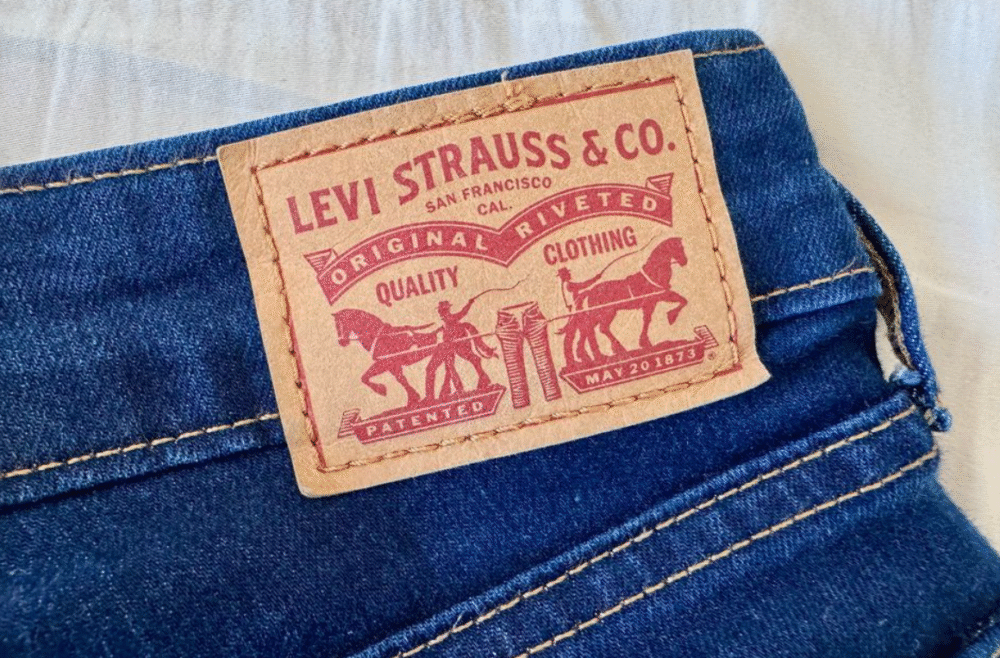 LEVI STRAUSS & CO.
SAN FRANCISCO
CAL.
ORIGINAL RIVETED
QUALITY CLOTHING
PATENTED
MAY 20 1873
®